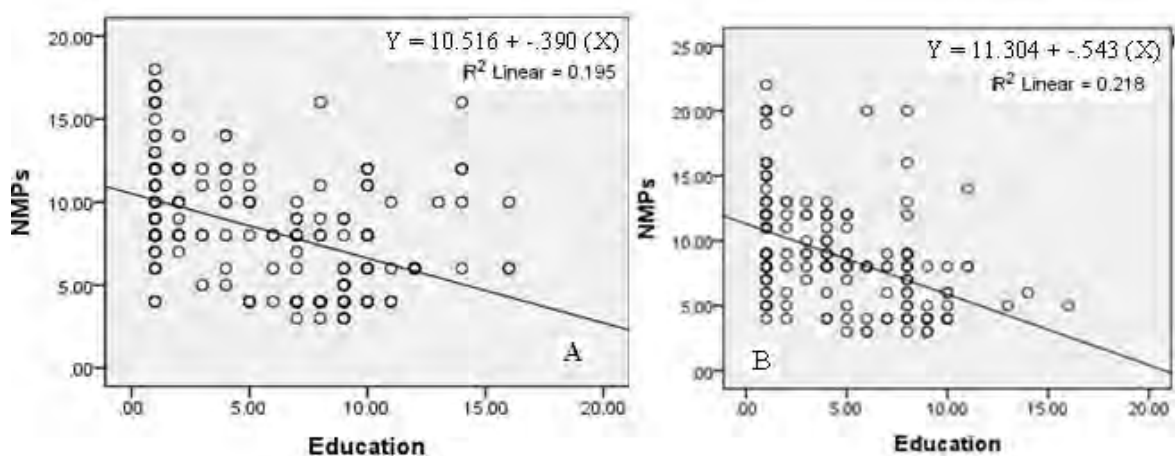 Y = 10.516 + -.390 (X)
R² Linear = 0.195
20.00
15.00
10.00
5.00
.00
NMPs
A
.00 5.00 10.00 15.00 20.00
Education
Y = 11.304 + -.543 (X)
R² Linear = 0.218
25.00
20.00
15.00
10.00
5.00
.00
NMPs
B
.00 5.00 10.00 15.00 20.00
Education